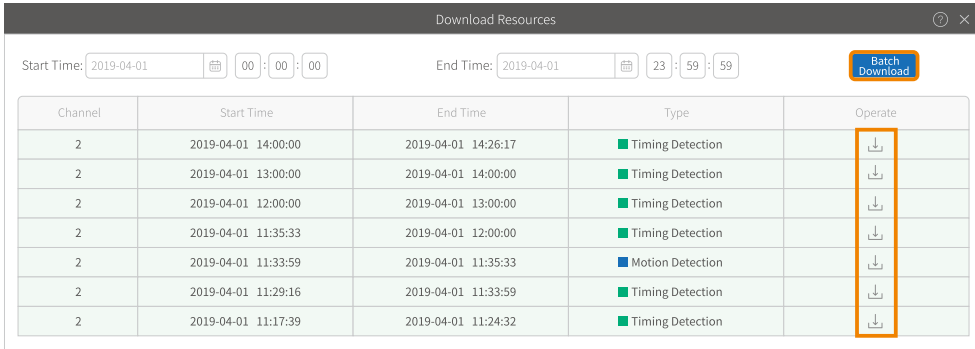 Download Resources
Start Time: 2019-04-01 00 : 00 : 00 End Time: 2019-04-01 23 : 59 : 59 Batch Download
Channel Start Time End Time Type Operate
2 2019-04-01 14:00:00 2019-04-01 14:26:17 Timing Detection
2 2019-04-01 13:00:00 2019-04-01 14:00:00 Timing Detection
2 2019-04-01 12:00:00 2019-04-01 13:00:00 Timing Detection
2 2019-04-01 11:35:33 2019-04-01 12:00:00 Timing Detection
2 2019-04-01 11:33:59 2019-04-01 11:35:33 Motion Detection
2 2019-04-01 11:29:16 2019-04-01 11:33:59 Timing Detection
2 2019-04-01 11:17:39 2019-04-01 11:24:32 Timing Detection